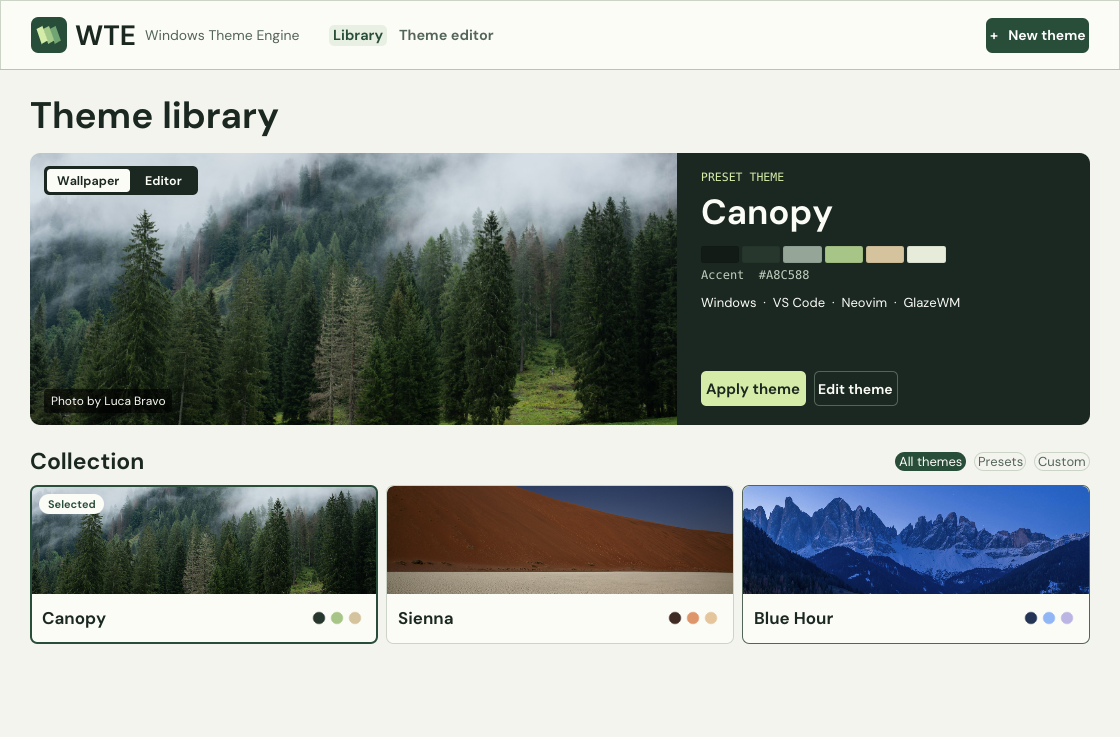 WTE Windows Theme Engine Library Theme editor + New theme
Theme library
Wallpaper Editor
Photo by Luca Bravo
PRESET THEME
Canopy
Accent #A8C588
Windows · VS Code · Neovim · GlazeWM
Apply theme Edit theme
Collection All themes Presets Custom
Selected
Canopy Sienna Blue Hour